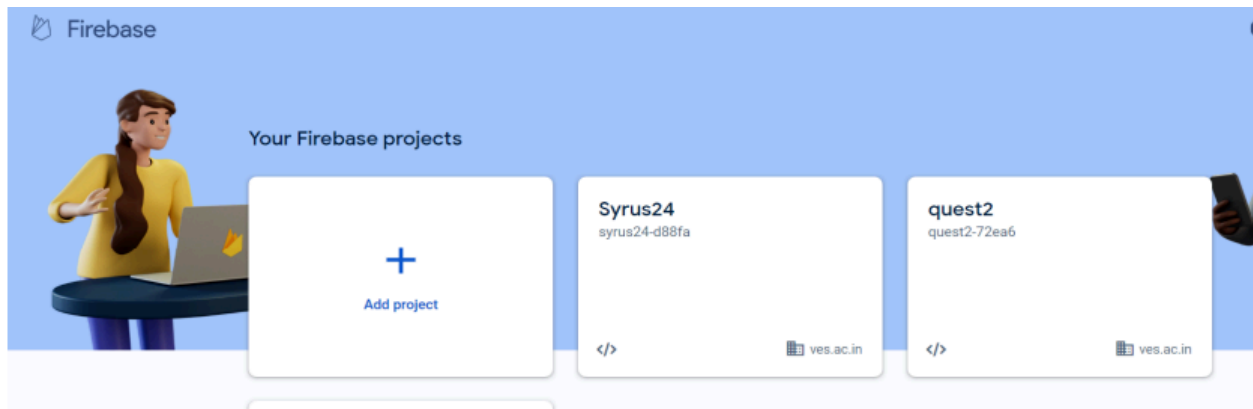 Firebase
Your Firebase projects
Add project
Syrus24
syrus24-d88fa
</> ves.ac.in
quest2
quest2-72ea6
</> ves.ac.in